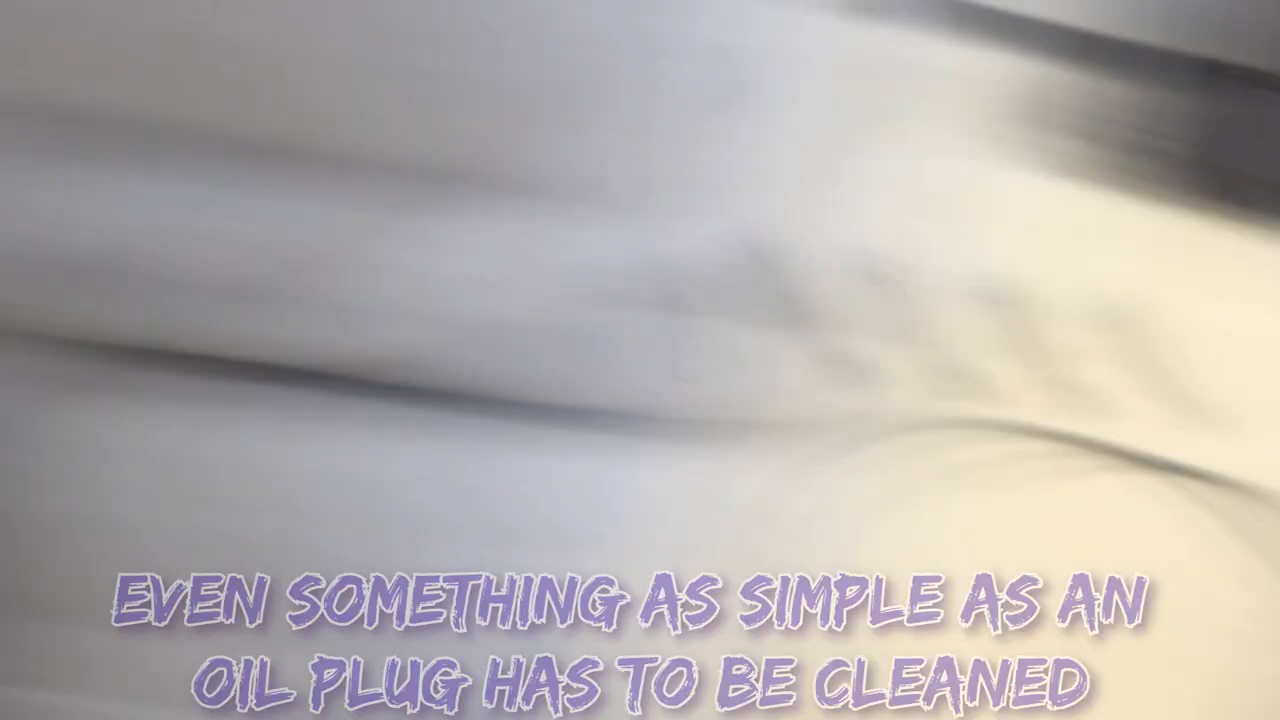 EVEN SOMETHING AS SIMPLE AS AN
OIL PLUG HAS TO BE CLEANED